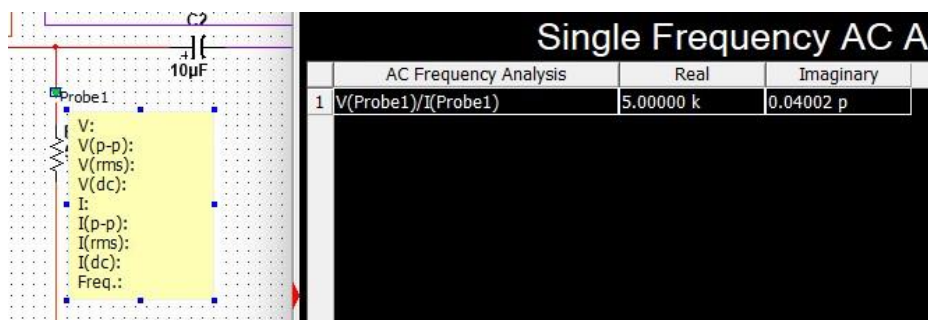 C2
10µF
Probe1
V:
V(p-p):
V(rms):
V(dc):
I:
I(p-p):
I(rms):
I(dc):
Freq.:
Single Frequency AC A
AC Frequency Analysis Real Imaginary
1 V(Probe1)/I(Probe1) 5.00000 k 0.04002 p